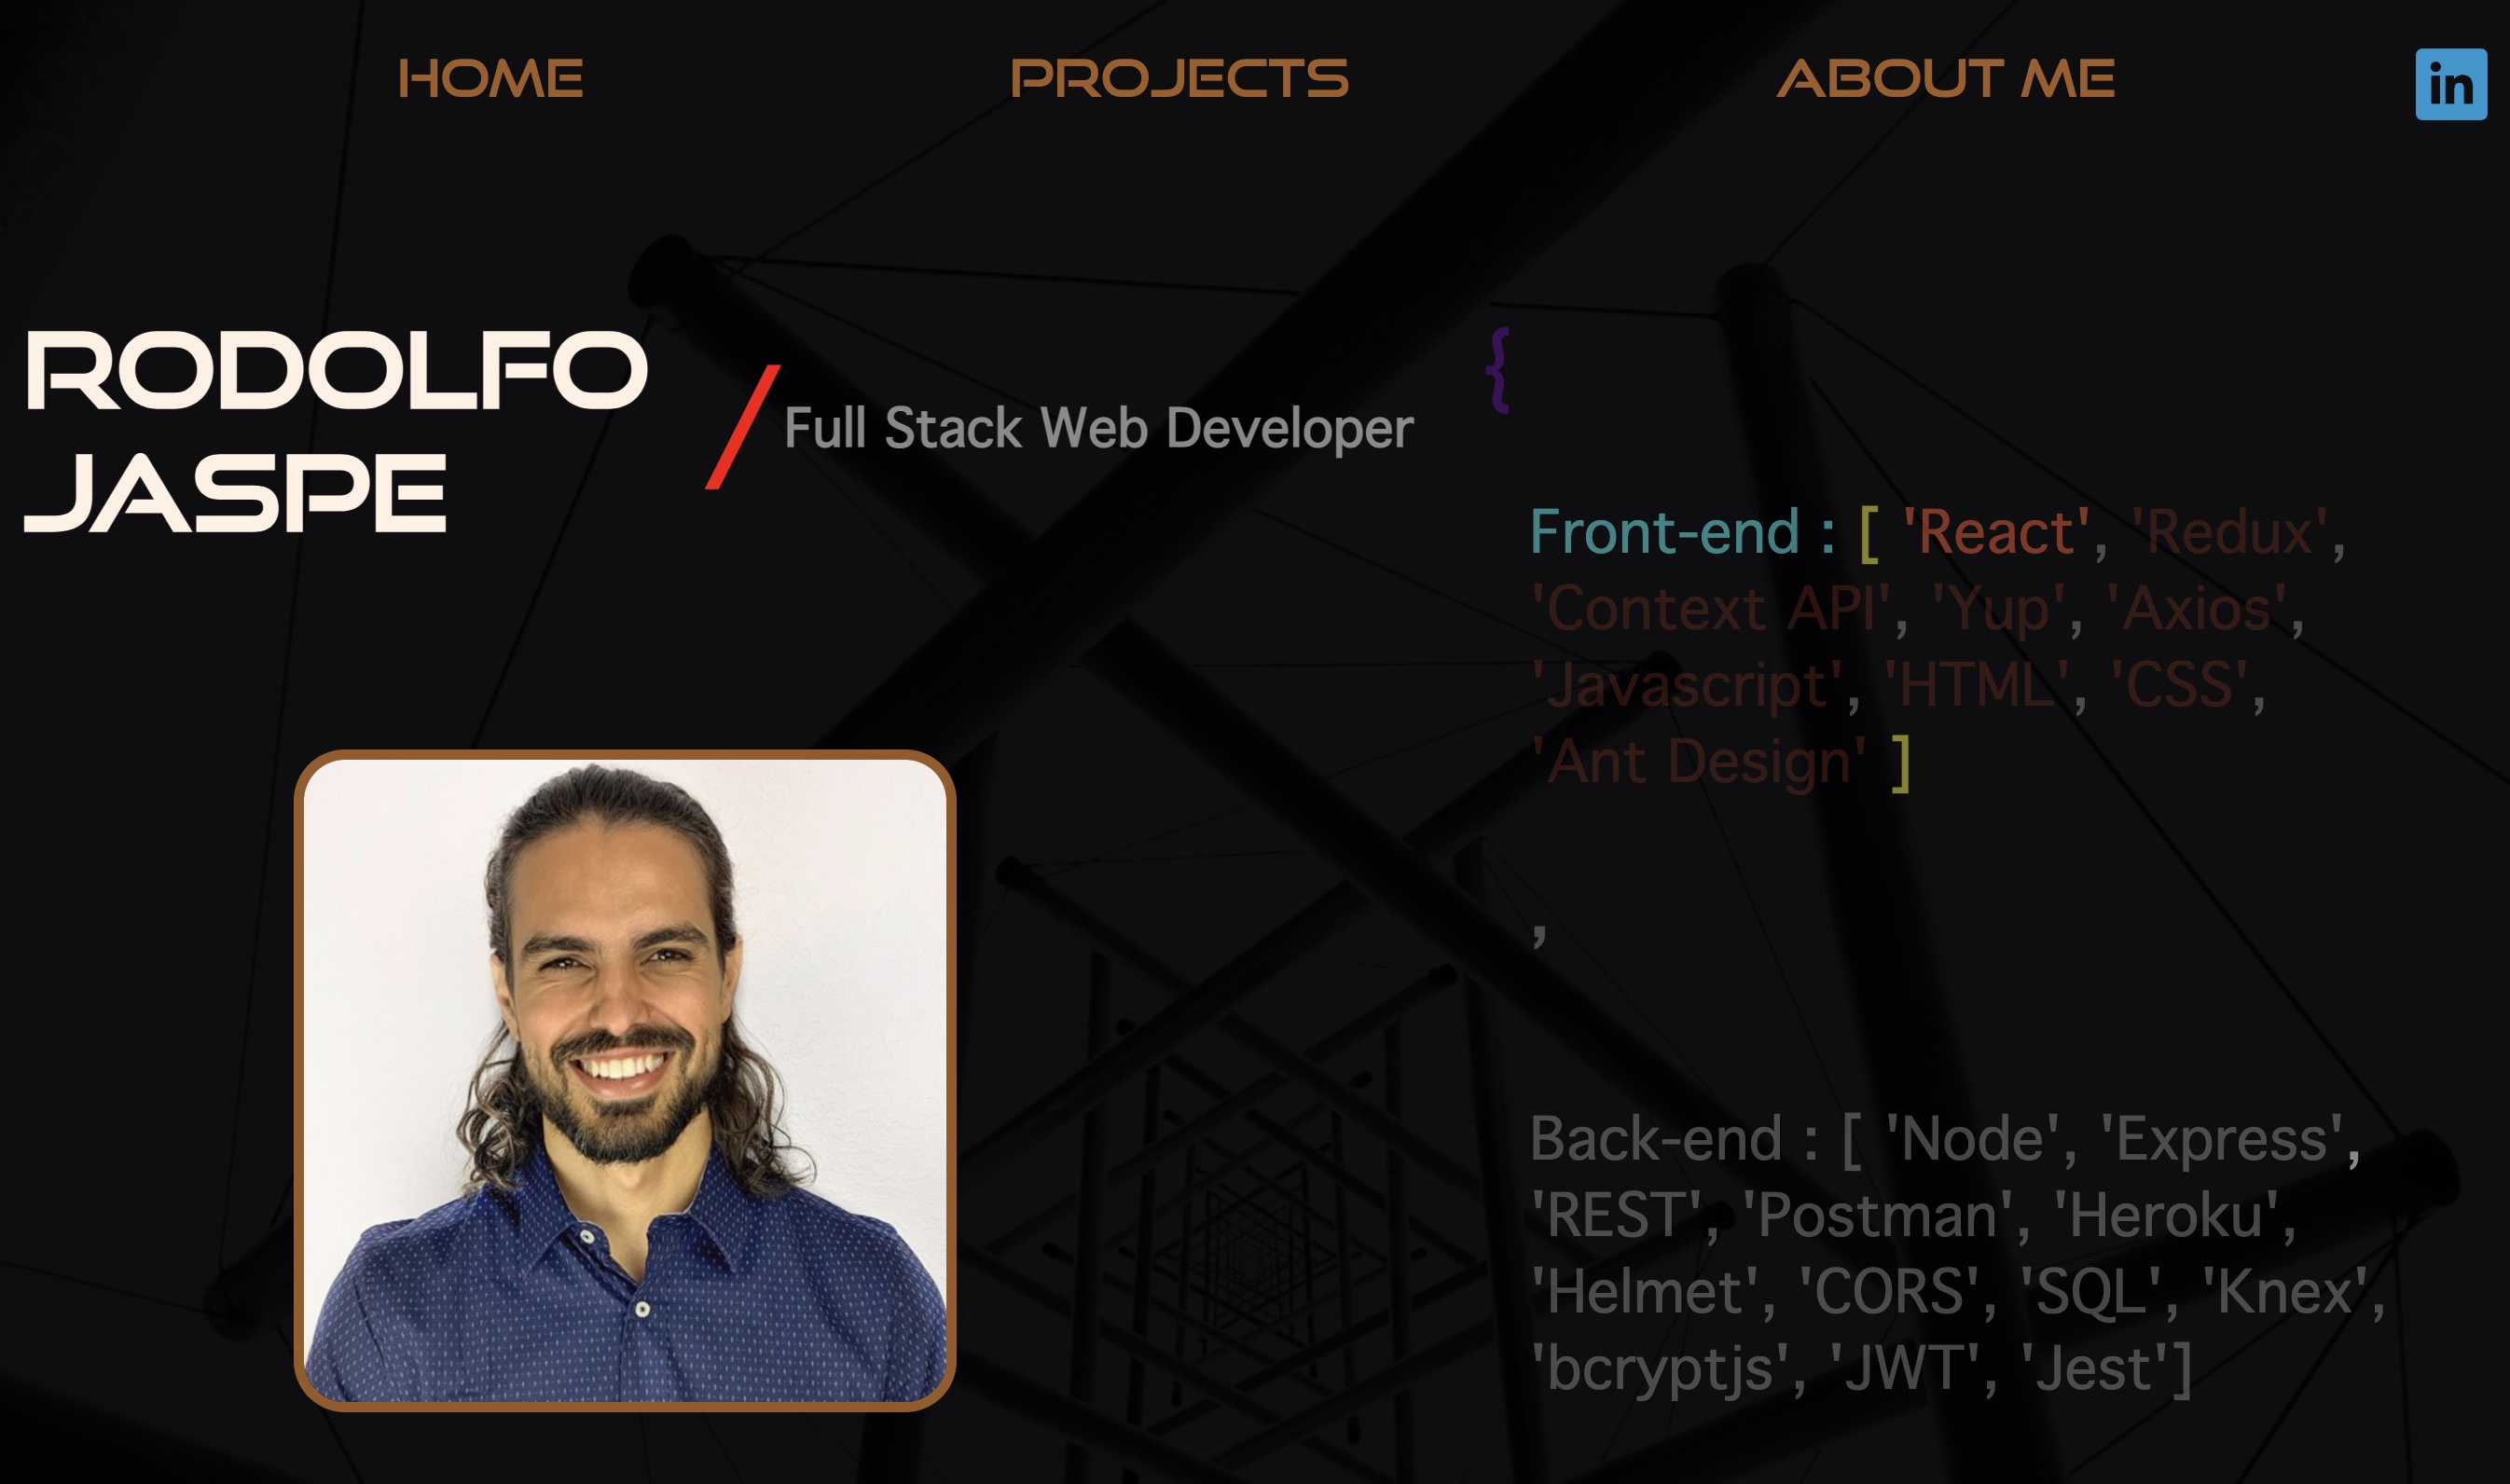 HOME PROJECTS ABOUT ME in
RODOLFO
JASPE
/ Full Stack Web Developer
{
Front-end : [ 'React', 'Redux',
'Context API', 'Yup', 'Axios',
'Javascript', 'HTML', 'CSS',
'Ant Design' ]
,
Back-end : [ 'Node', 'Express',
'REST', 'Postman', 'Heroku',
'Helmet', 'CORS', 'SQL', 'Knex',
'bcryptjs', 'JWT', 'Jest']